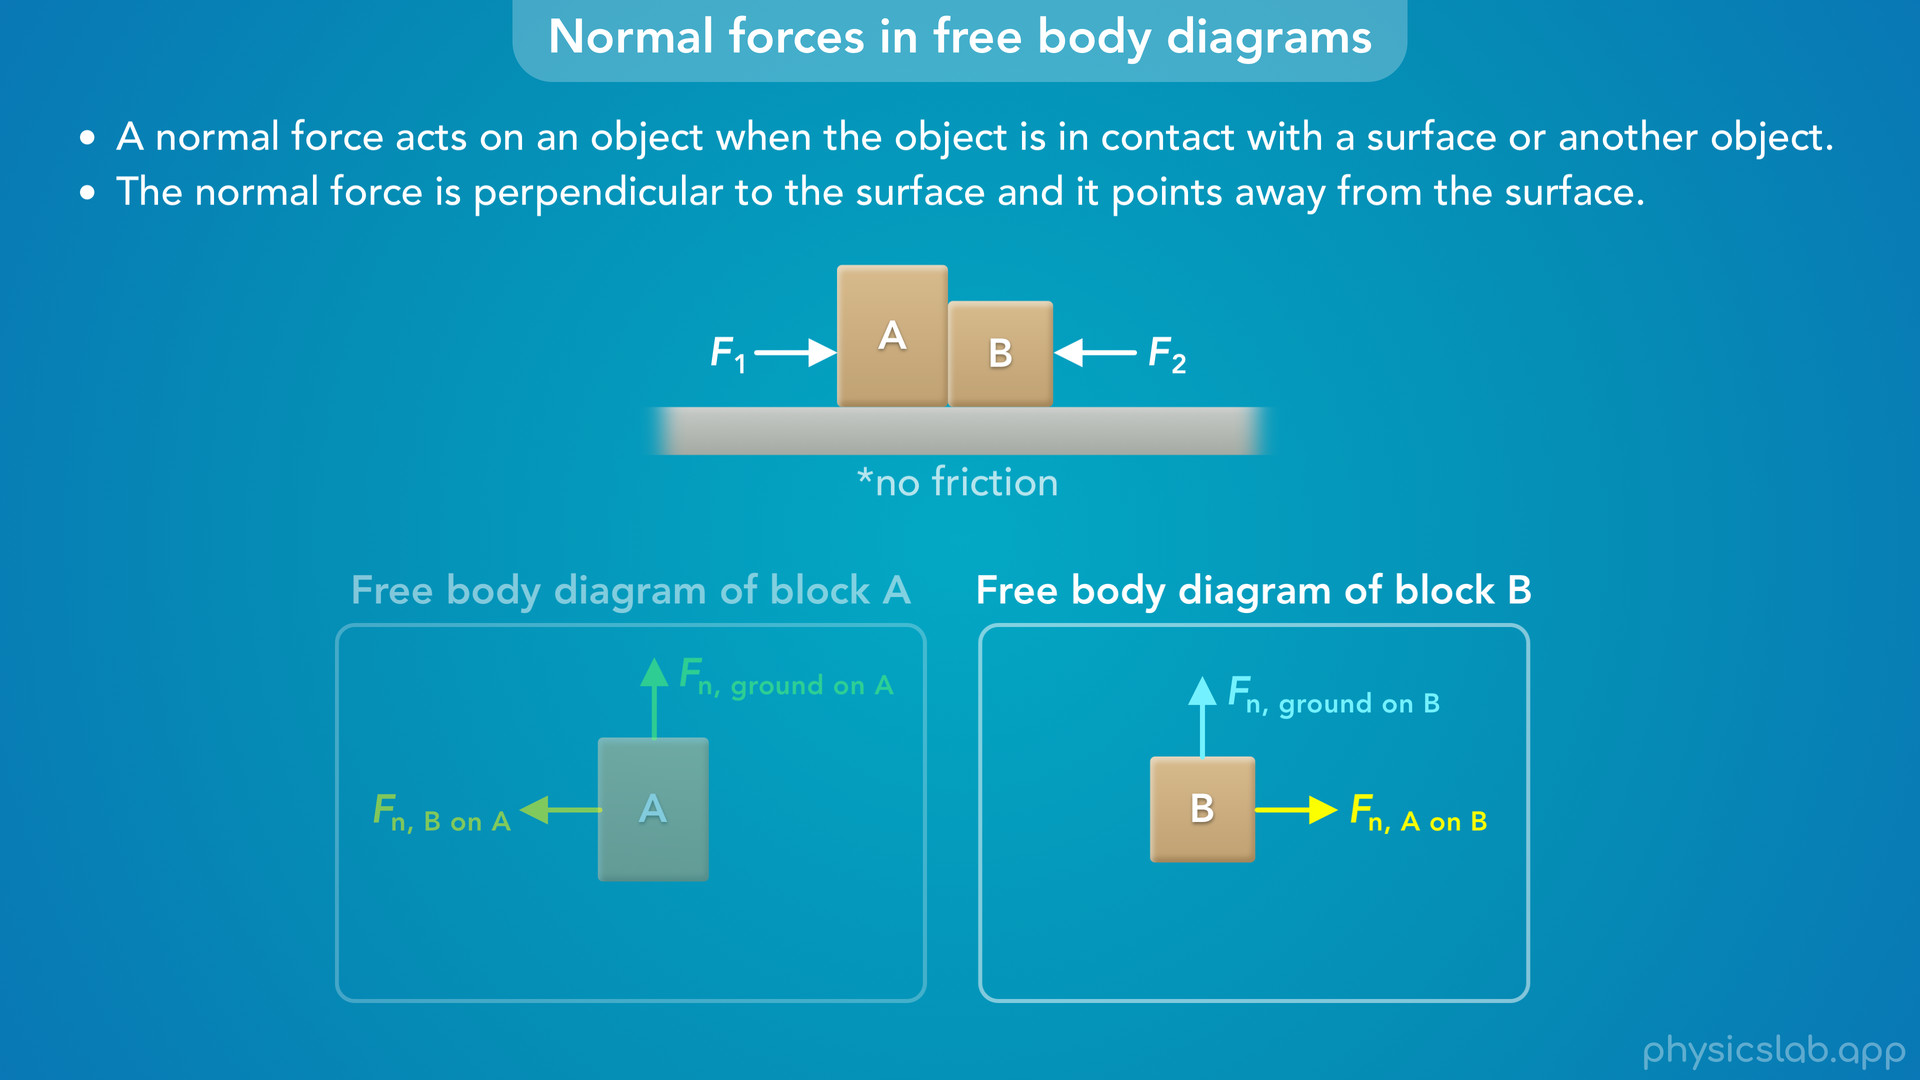 Normal forces in free body diagrams
• A normal force acts on an object when the object is in contact with a surface or another object.
• The normal force is perpendicular to the surface and it points away from the surface.
F1
A
B
F2
*no friction
Free body diagram of block A
Fn, ground on A
Fn, B on A
A
Free body diagram of block B
Fn, ground on B
B
Fn, A on B
physicslab.app